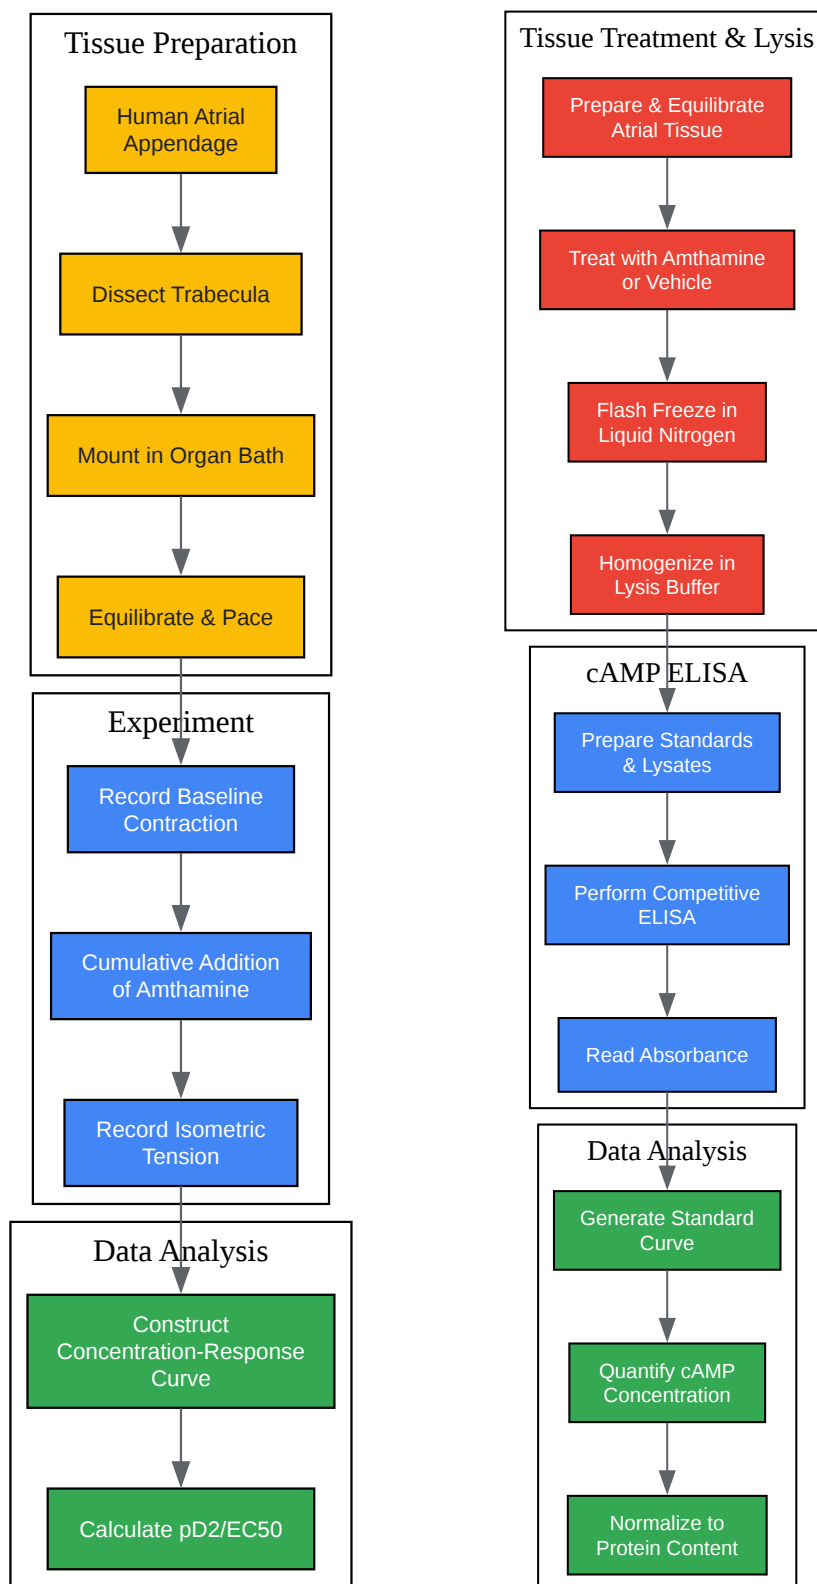 Tissue Preparation
Human Atrial
Appendage
Dissect Trabecula
Mount in Organ Bath
Equilibrate & Pace
Experiment
Record Baseline
Contraction
Cumulative Addition
of Amthamine
Record Isometric
Tension
Data Analysis
Construct
Concentration-Response
Curve
Calculate pD2/EC50
Tissue Treatment & Lysis
Prepare & Equilibrate
Atrial Tissue
Treat with Amthamine
or Vehicle
Flash Freeze in
Liquid Nitrogen
Homogenize in
Lysis Buffer
cAMP ELISA
Prepare Standards
& Lysates
Perform Competitive
ELISA
Read Absorbance
Data Analysis
Generate Standard
Curve
Quantify cAMP
Concentration
Normalize to
Protein Content